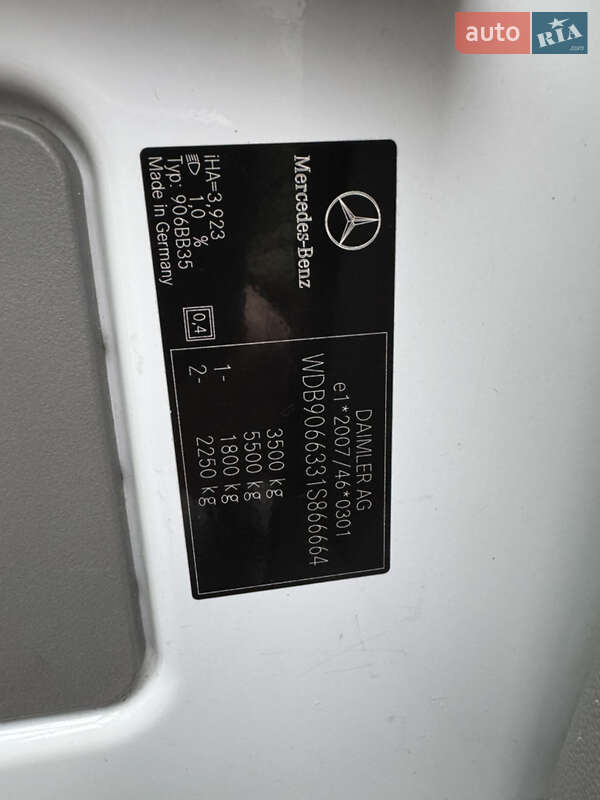 auto RIA
.com
Mercedes-Benz
iHA=3,923
1,0 %
Typ: 906BB35
Made in Germany
0,4
DAIMLER AG
e1*2007/46*0301
WDB9066331S866664
3500 kg
5500 kg
1- 1800 kg
2- 2250 kg